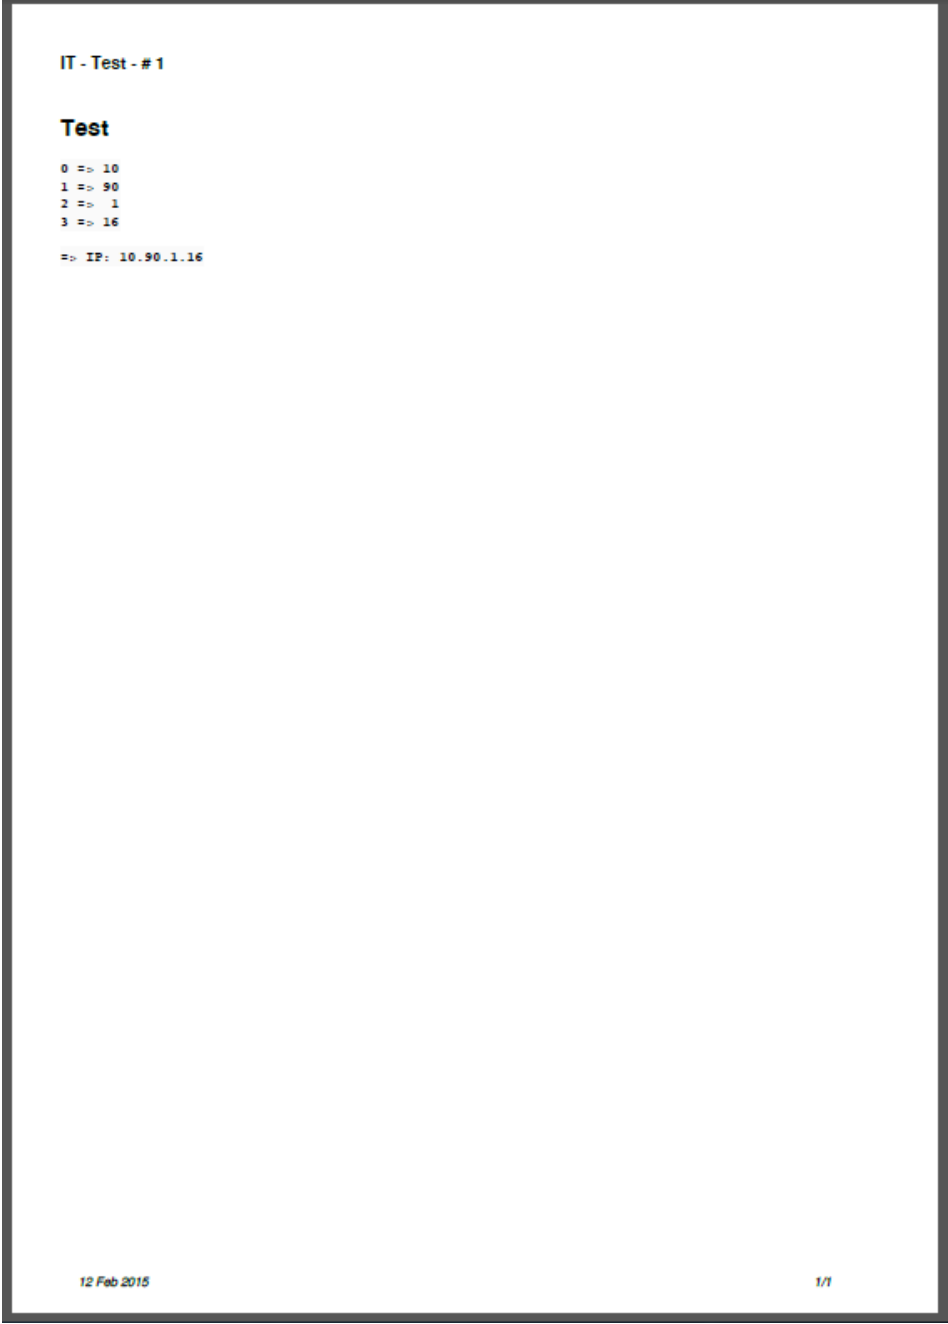 IT - Test - # 1
Test
0 => 10
1 => 90
2 =>  1
3 => 16
=> IP: 10.90.1.16
12 Feb 2015
1/1